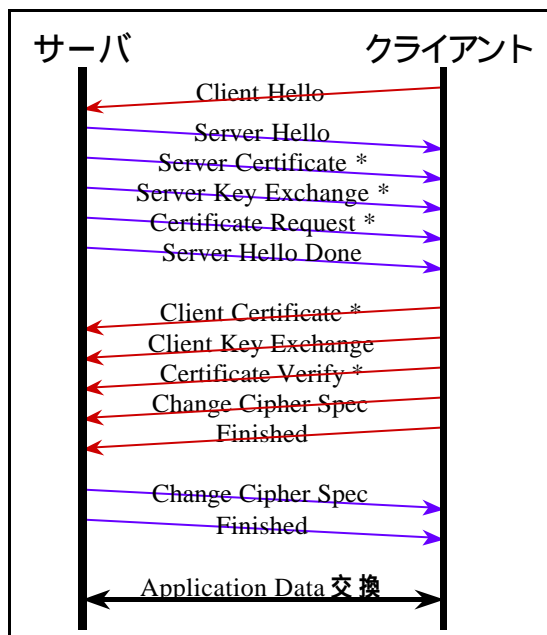 サーバ
クライアント
Client Hello
Server Hello
Server Certificate *
Server Key Exchange *
Certificate Request *
Server Hello Done
Client Certificate *
Client Key Exchange
Certificate Verify *
Change Cipher Spec
Finished
Change Cipher Spec
Finished
Application Data 交換